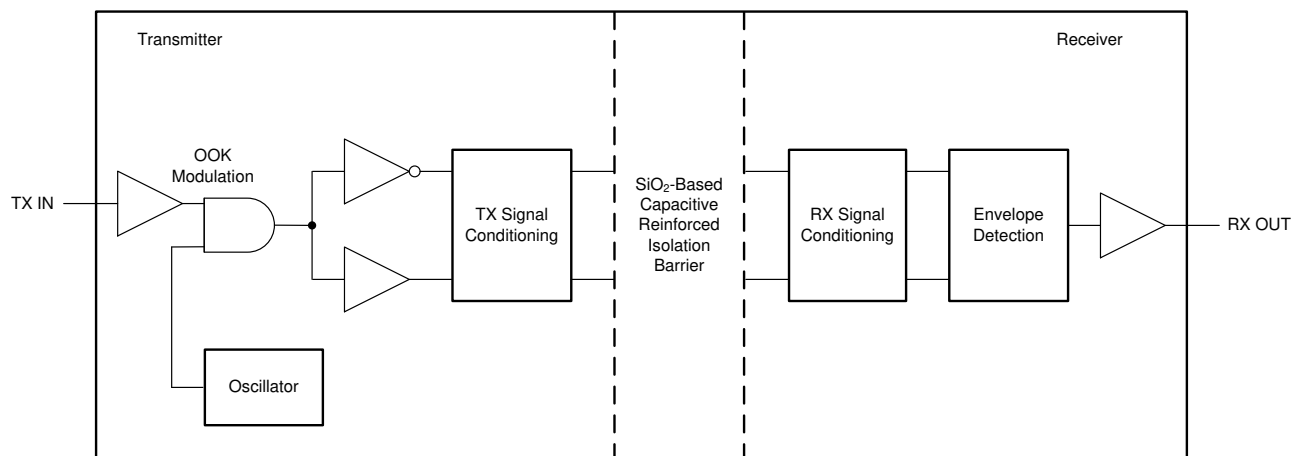 Transmitter
Receiver
OOK
Modulation
TX IN
TX Signal
Conditioning
SiO₂-Based
Capacitive
Reinforced
Isolation
Barrier
RX Signal
Conditioning
Envelope
Detection
RX OUT
Oscillator